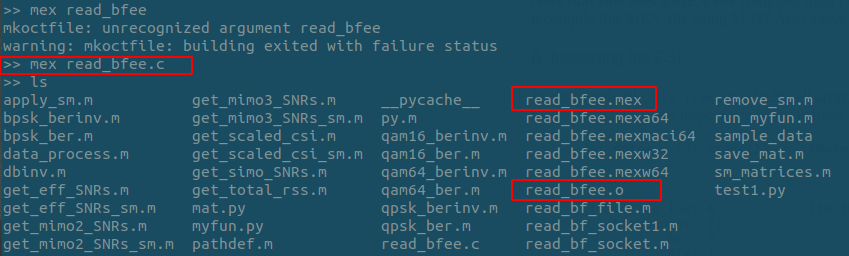 >> mex read_bfee
mkoctfile: unrecognized argument read_bfee
warning: mkoctfile: building exited with failure status
>> mex read_bfee.c
>> ls
apply_sm.m get_mimo3_SNRs.m __pycache__ read_bfee.mex remove_sm.m
bpsk_berinv.m get_mimo3_SNRs_sm.m py.m read_bfee.mexa64 run_myfun.m
bpsk_ber.m get_scaled_csi.m qam16_berinv.m read_bfee.mexmaci64 sample_data
data_process.m get_scaled_csi_sm.m qam16_ber.m read_bfee.mexw32 save_mat.m
dbinv.m get_simo_SNRs.m qam64_berinv.m read_bfee.mexw64 sm_matrices.m
get_eff_SNRs.m get_total_rss.m qam64_ber.m read_bfee.o test1.py
get_eff_SNRs_sm.m mat.py qpsk_berinv.m read_bf_file.m
get_mimo2_SNRs.m myfun.py qpsk_ber.m read_bf_socket1.m
get_mimo2_SNRs_sm.m pathdef.m read_bfee.c read_bf_socket.m